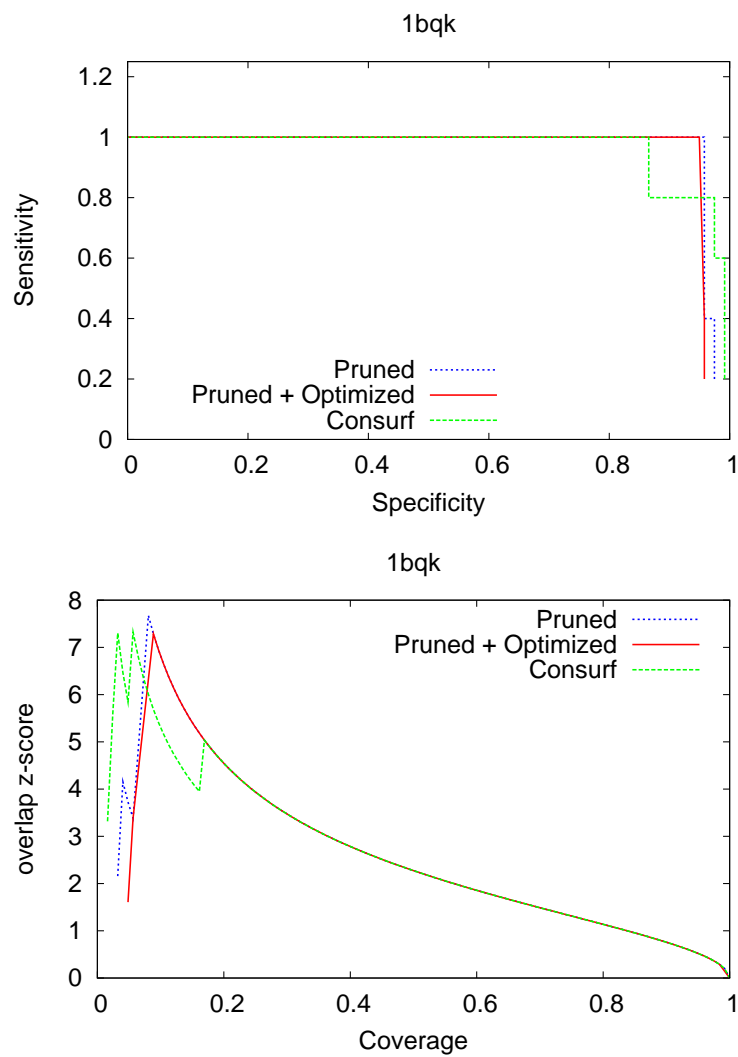 1bqk
1.2
1
0.8
0.6
0.4
0.2
0
Sensitivity
Pruned
Pruned + Optimized
Consurf
0 0.2 0.4 0.6 0.8 1
Specificity
1bqk
8
7
6
5
4
3
2
1
0
overlap z-score
Pruned
Pruned + Optimized
Consurf
0 0.2 0.4 0.6 0.8 1
Coverage